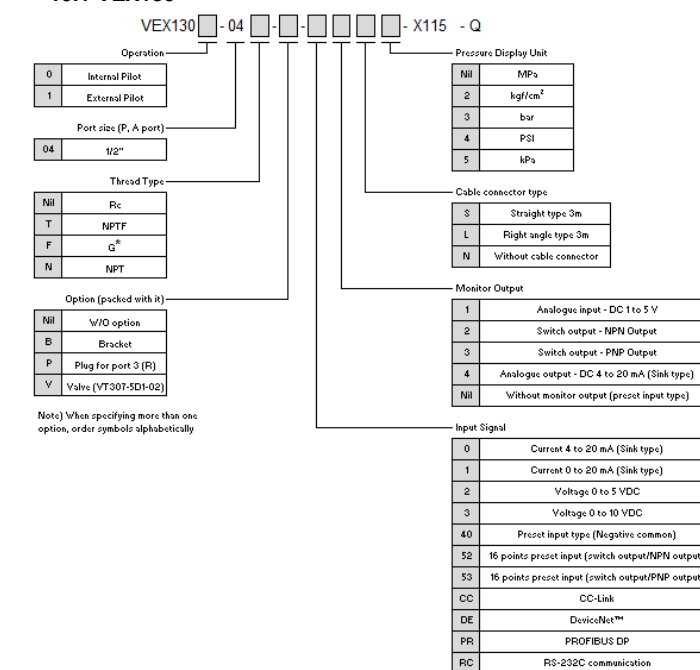 VEX130 - 04 - - - X115 - Q
Operation
0 Internal Pilot
1 External Pilot
Port size (P, A port)
04 1/2"
Thread Type
Nil Rc
T NPTF
F G*
N NPT
Option (packed with it)
Nil W/O option
B Bracket
P Plug for port 3 (R)
V Valve (VT307-5D1-02)
Note) When specifying more than one
option, order symbols alphabetically
Pressure Display Unit
Nil MPa
2 kgf/cm²
3 bar
4 PSI
5 kPa
Cable connector type
S Straight type 3m
L Right angle type 3m
N Without cable connector
Monitor Output
1 Analogue input - DC 1 to 5 V
2 Switch output - NPN Output
3 Switch output - PNP Output
4 Analogue output - DC 4 to 20 mA (Sink type)
Nil Without monitor output (preset input type)
Input Signal
0 Current 4 to 20 mA (Sink type)
1 Current 0 to 20 mA (Sink type)
2 Voltage 0 to 5 VDC
3 Voltage 0 to 10 VDC
40 Preset input type (Negative common)
52 16 points preset input (switch output/NPN output
53 16 points preset input (switch output/PNP output
CC CC-Link
DE DeviceNet™
PR PROFIBUS DP
RC RS-232C communication